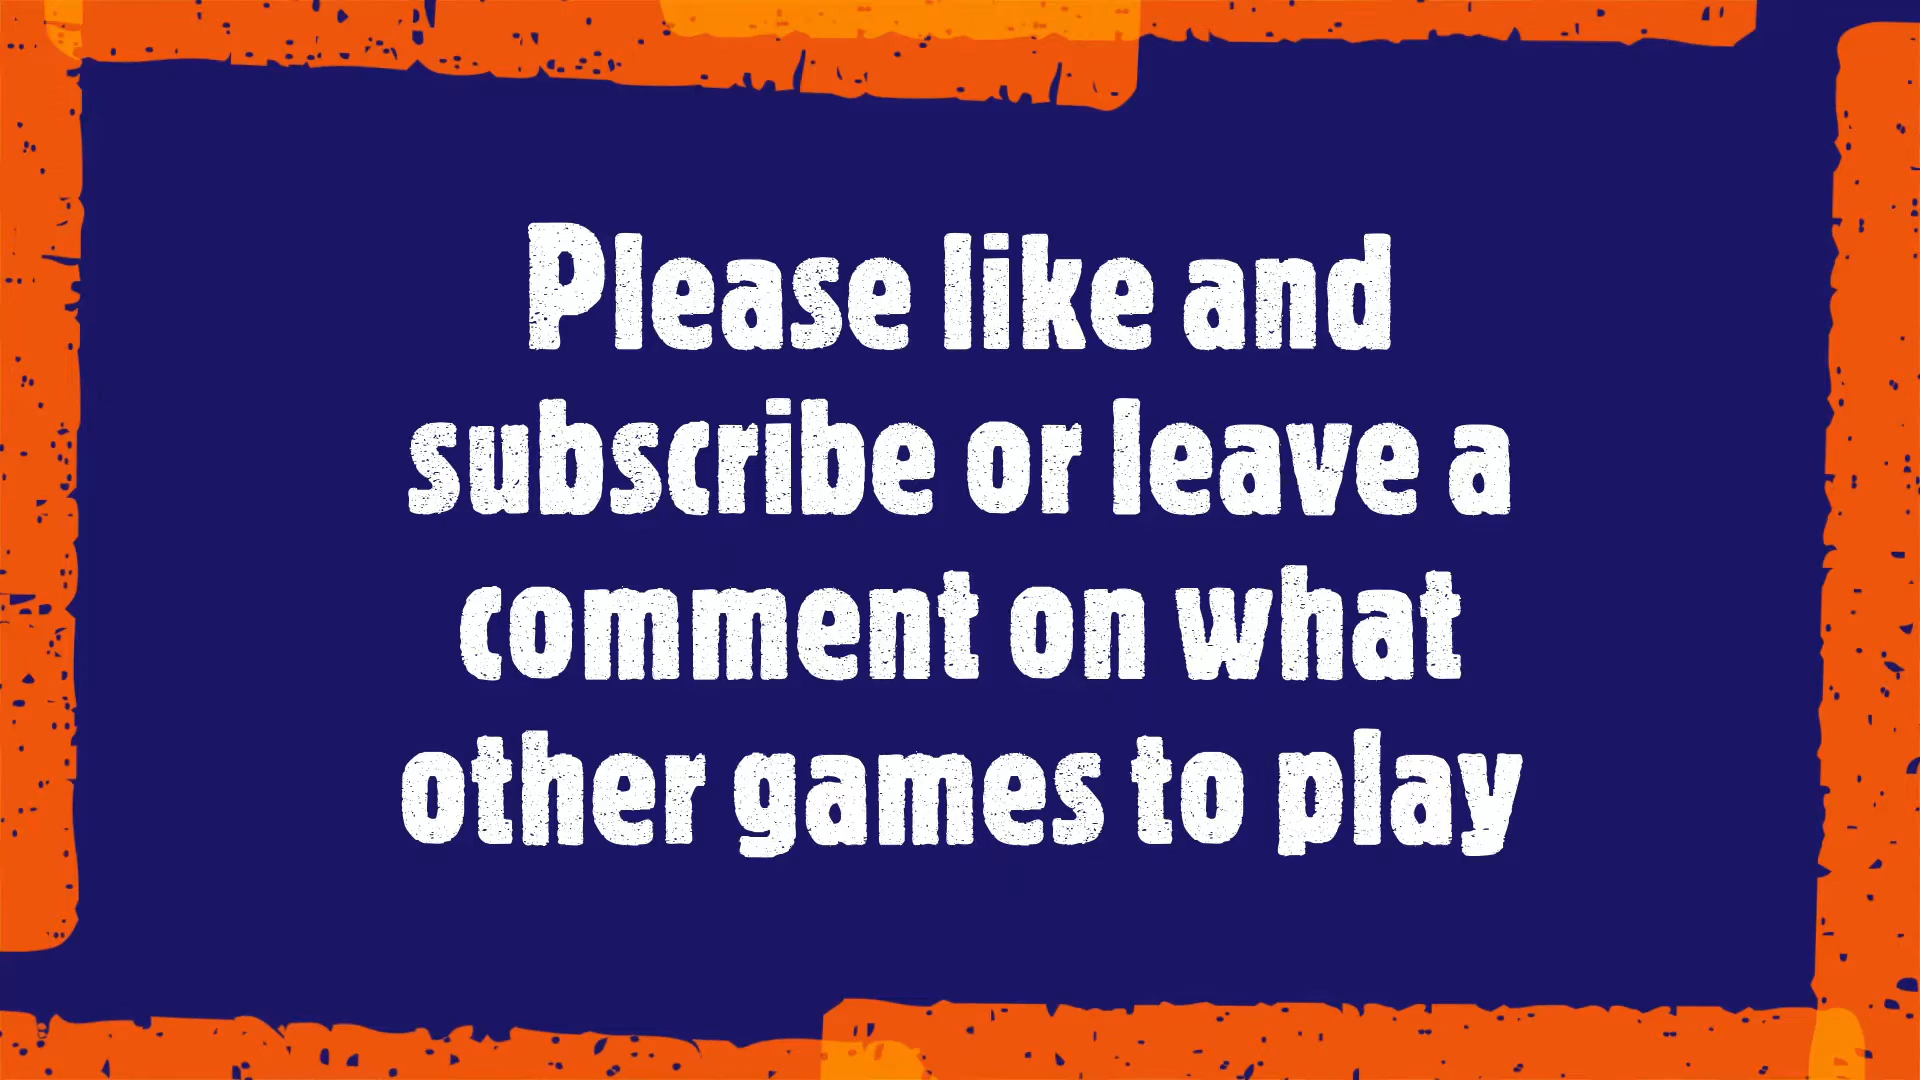 Please like and
subscribe or leave a
comment on what
other games to play